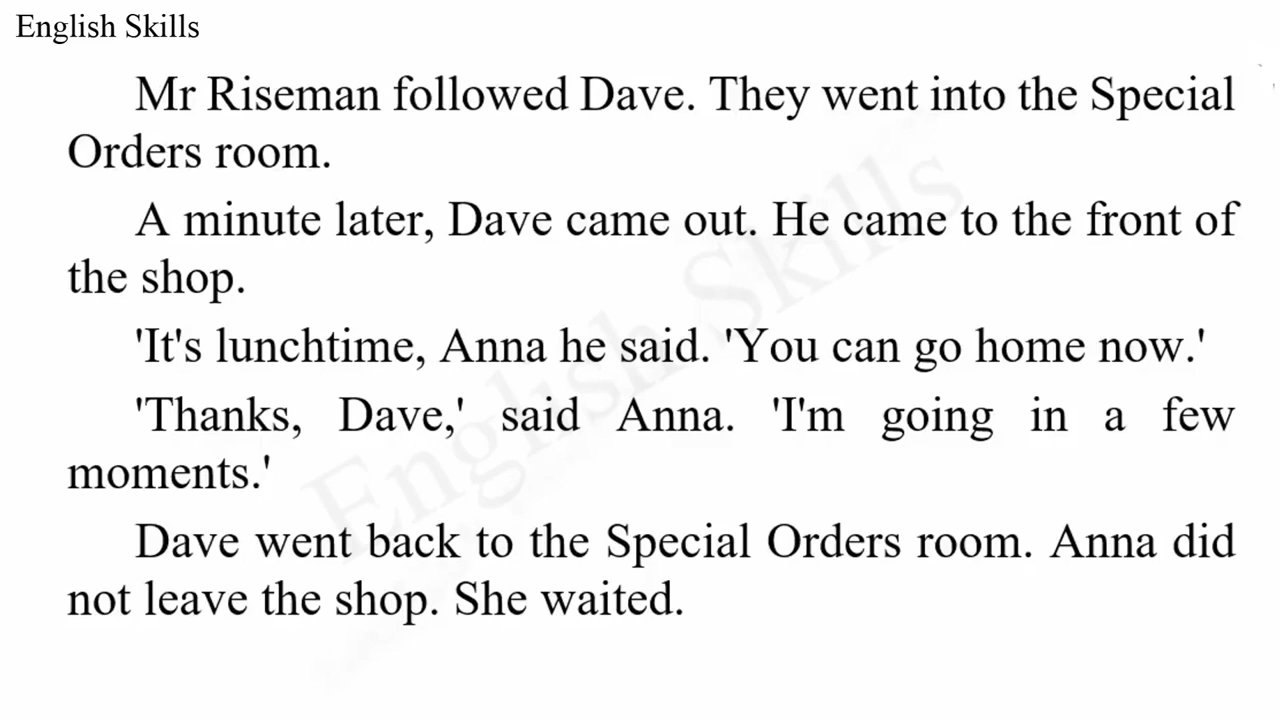 English Skills
Mr Riseman followed Dave. They went into the Special
Orders room.
A minute later, Dave came out. He came to the front of
the shop.
'It's lunchtime, Anna he said. 'You can go home now.'
'Thanks, Dave,' said Anna. 'I'm going in a few
moments.'
Dave went back to the Special Orders room. Anna did
not leave the shop. She waited.
English Skills